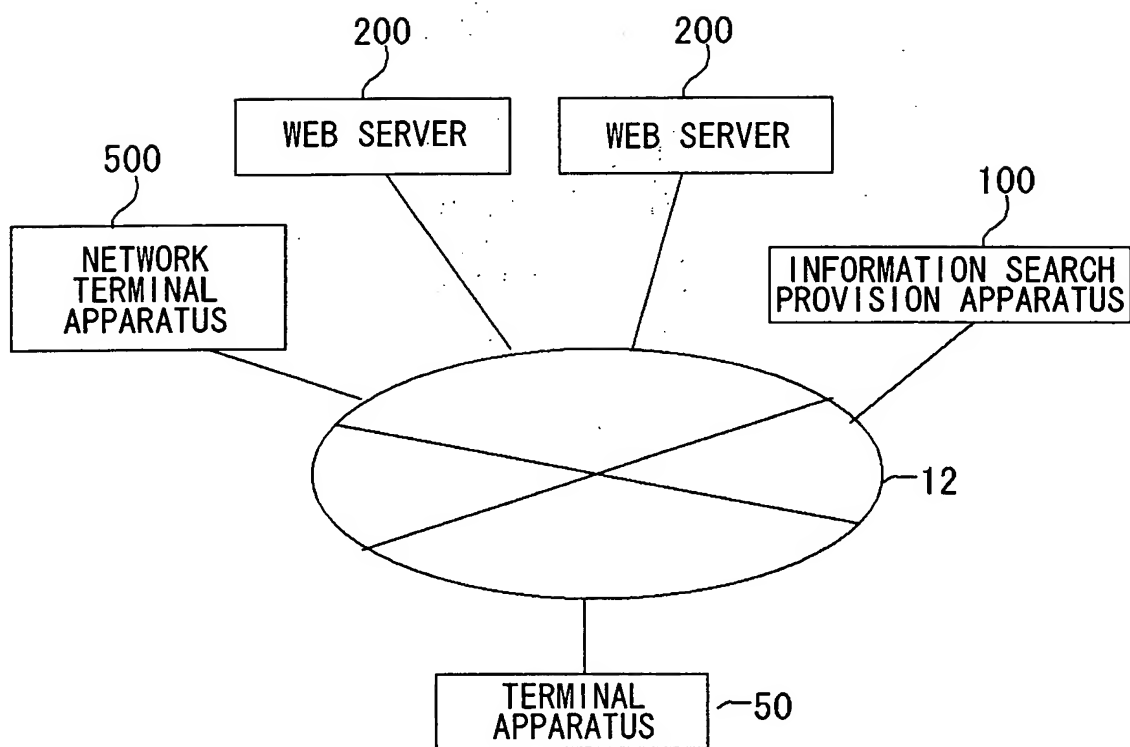 200
200
WEB SERVER
WEB SERVER
500
NETWORK
TERMINAL
APPARATUS
100
INFORMATION SEARCH
PROVISION APPARATUS
12
TERMINAL
APPARATUS
50